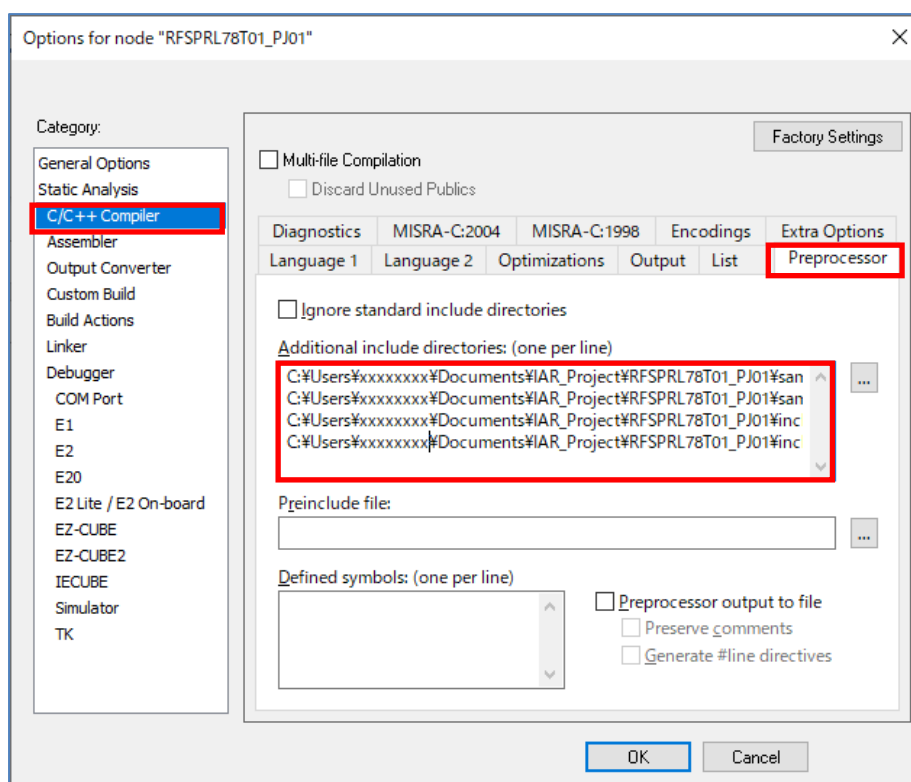 Options for node "RFSPRL78T01_PJ01"
Category:
General Options
Static Analysis
C/C++ Compiler
Assembler
Output Converter
Custom Build
Build Actions
Linker
Debugger
COM Port
E1
E2
E20
E2 Lite / E2 On-board
EZ-CUBE
EZ-CUBE2
IECUBE
Simulator
TK
Factory Settings
Multi-file Compilation
Discard Unused Publics
Diagnostics MISRA-C:2004 MISRA-C:1998 Encodings Extra Options
Language 1 Language 2 Optimizations Output List Preprocessor
Ignore standard include directories
Additional include directories: (one per line)
C:¥Users¥xxxxxxxx¥Documents¥IAR_Project¥RFSPRL78T01_PJ01¥san
C:¥Users¥xxxxxxxx¥Documents¥IAR_Project¥RFSPRL78T01_PJ01¥san
C:¥Users¥xxxxxxxx¥Documents¥IAR_Project¥RFSPRL78T01_PJ01¥inc
C:¥Users¥xxxxxxxx¥Documents¥IAR_Project¥RFSPRL78T01_PJ01¥inc
...
Preinclude file:
...
Defined symbols: (one per line)
Preprocessor output to file
Preserve comments
Generate #line directives
OK Cancel